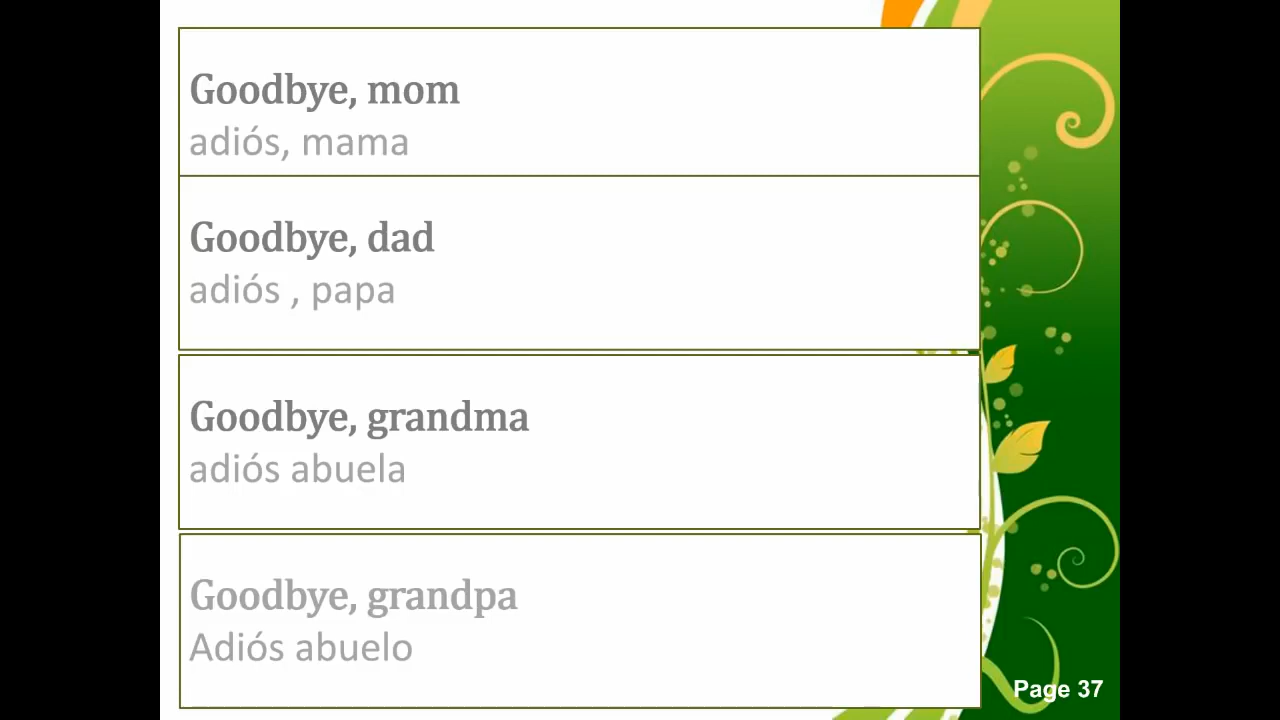 Goodbye, mom
adiós, mama
Goodbye, dad
adiós , papa
Goodbye, grandma
adiós abuela
Goodbye, grandpa
Adiós abuelo
Page 37